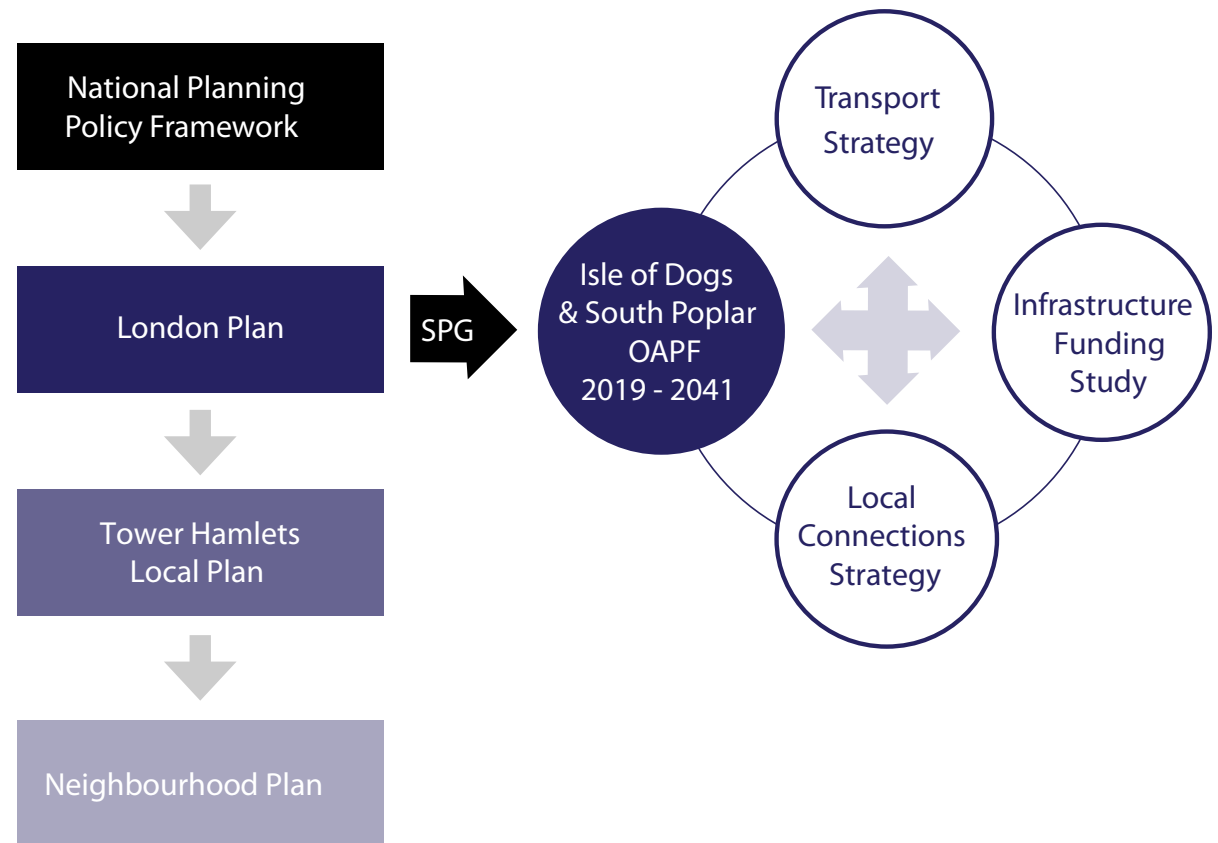 National Planning
Policy Framework
London Plan
Tower Hamlets
Local Plan
Neighbourhood Plan
SPG
Isle of Dogs
& South Poplar
OAPF
2019 - 2041
Transport
Strategy
Infrastructure
Funding
Study
Local
Connections
Strategy